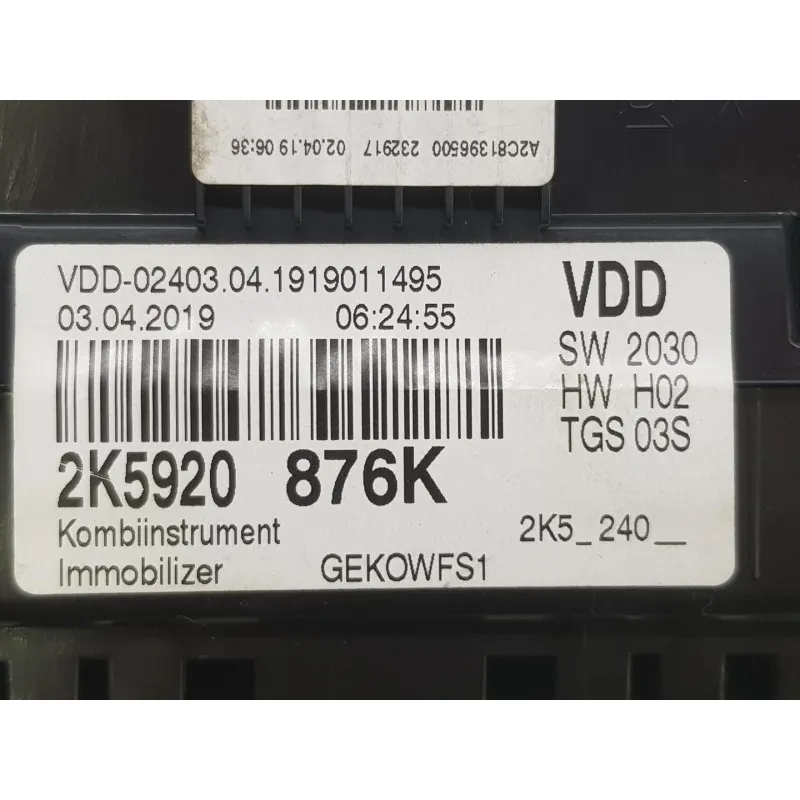 A2C81396500 232917 02.04.19 06:36
VDD-02403.04.1919011495
03.04.2019 06:24:55
VDD
SW 2030
HW H02
TGS 03S
2K5920 876K
Kombiinstrument
2K5_240__
Immobilizer GEKOWFS1